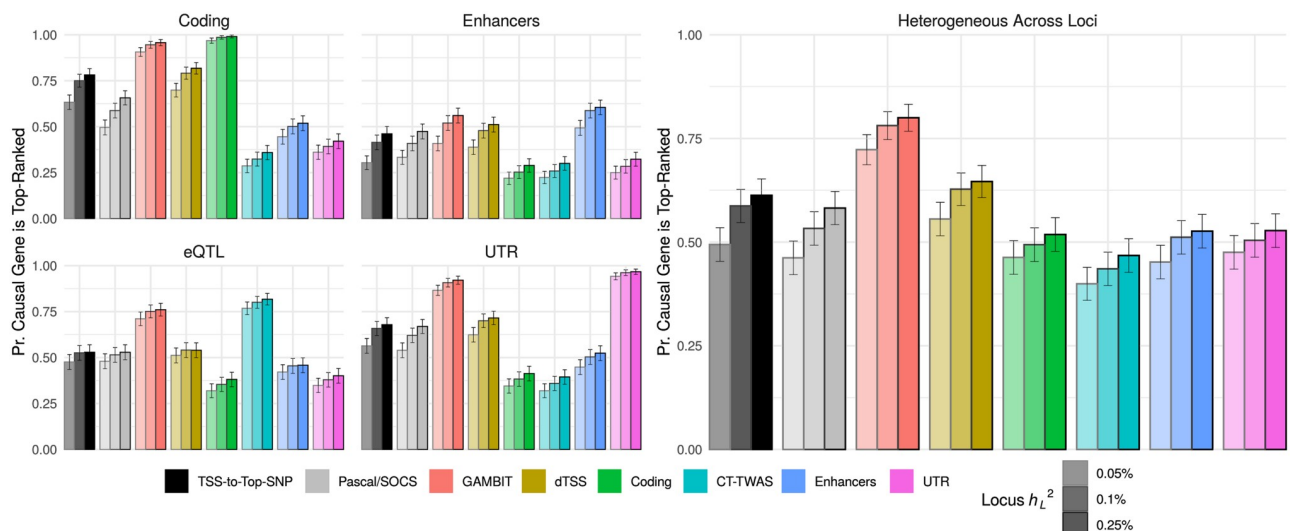 Coding
Enhancers
Heterogeneous Across Loci
Pr. Causal Gene is Top-Ranked
1.00
0.75
0.50
0.25
0.00
eQTL
UTR
1.00
0.75
0.50
0.25
0.00
Pr. Causal Gene is Top-Ranked
1.00
0.75
0.50
0.25
0.00
TSS-to-Top-SNP
Pascal/SOCS
GAMBIT
dTSS
Coding
CT-TWAS
Enhancers
UTR
Locus h_L^2
0.05%
0.1%
0.25%